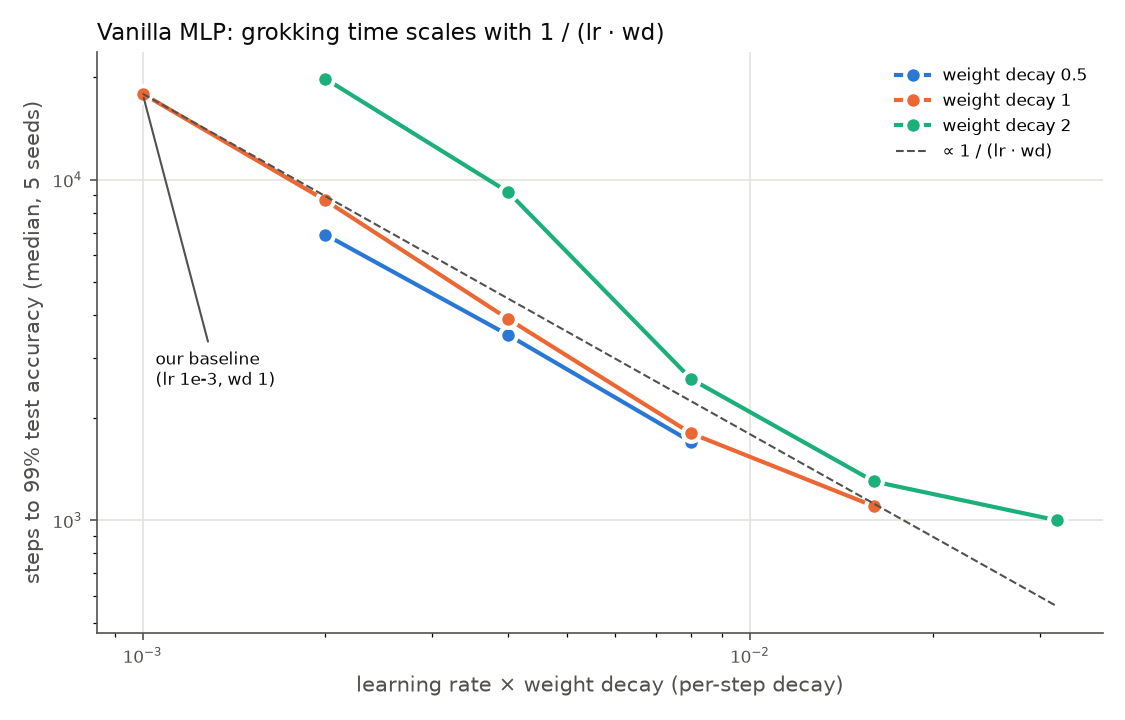 Vanilla MLP: grokking time scales with 1 / (lr · wd)
steps to 99% test accuracy (median, 5 seeds)
10⁴
10³
weight decay 0.5
weight decay 1
weight decay 2
∝ 1 / (lr · wd)
our baseline
(lr 1e-3, wd 1)
10⁻³
10⁻²
learning rate × weight decay (per-step decay)